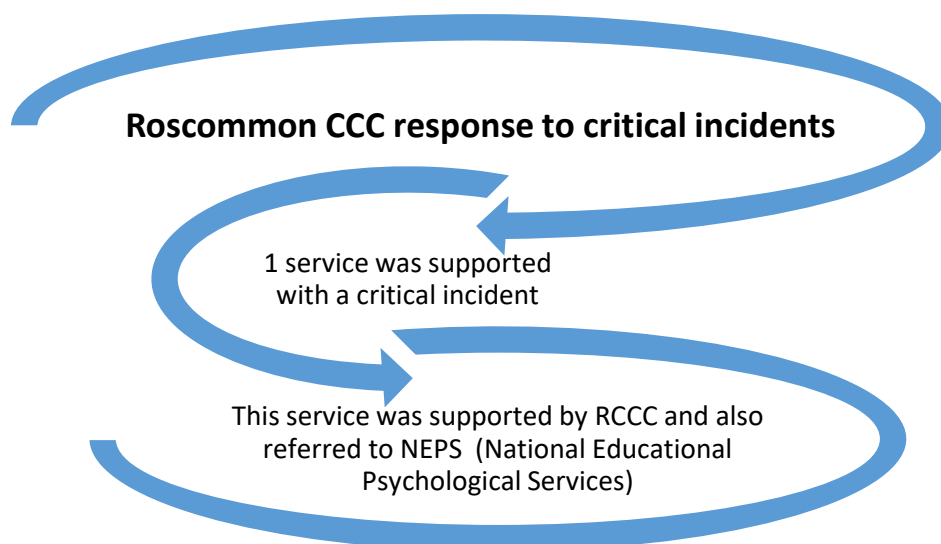 Roscommon CCC response to critical incidents
1 service was supported
with a critical incident
This service was supported by RCCC and also
referred to NEPS  (National Educational
Psychological Services)